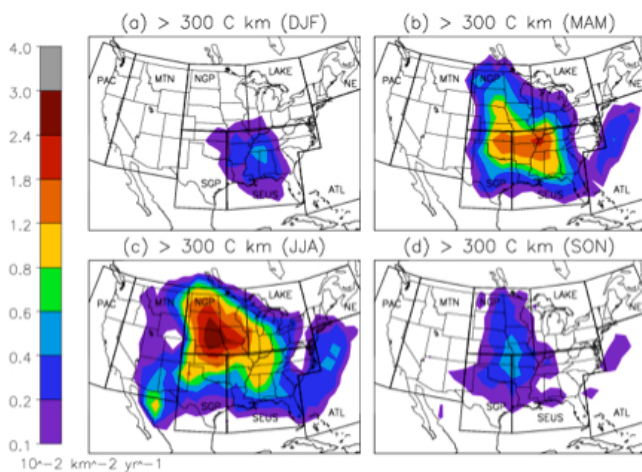 (a) > 300 C km (DJF)
(b) > 300 C km (MAM)
4.0
3.0
2.4
1.8
1.2
0.8
0.6
0.4
0.2
0.1
10^-2 km^-2 yr^-1
PAC
MTN
NGP
LAKE
NE
SGP
SEUS
ATL
PAC
MTN
NGP
LAKE
NE
SGP
SEUS
ATL
(c) > 300 C km (JJA)
(d) > 300 C km (SON)
PAC
MTN
NGP
LAKE
NE
SGP
SEUS
ATL
PAC
MTN
NGP
LAKE
NE
SGP
SEUS
ATL